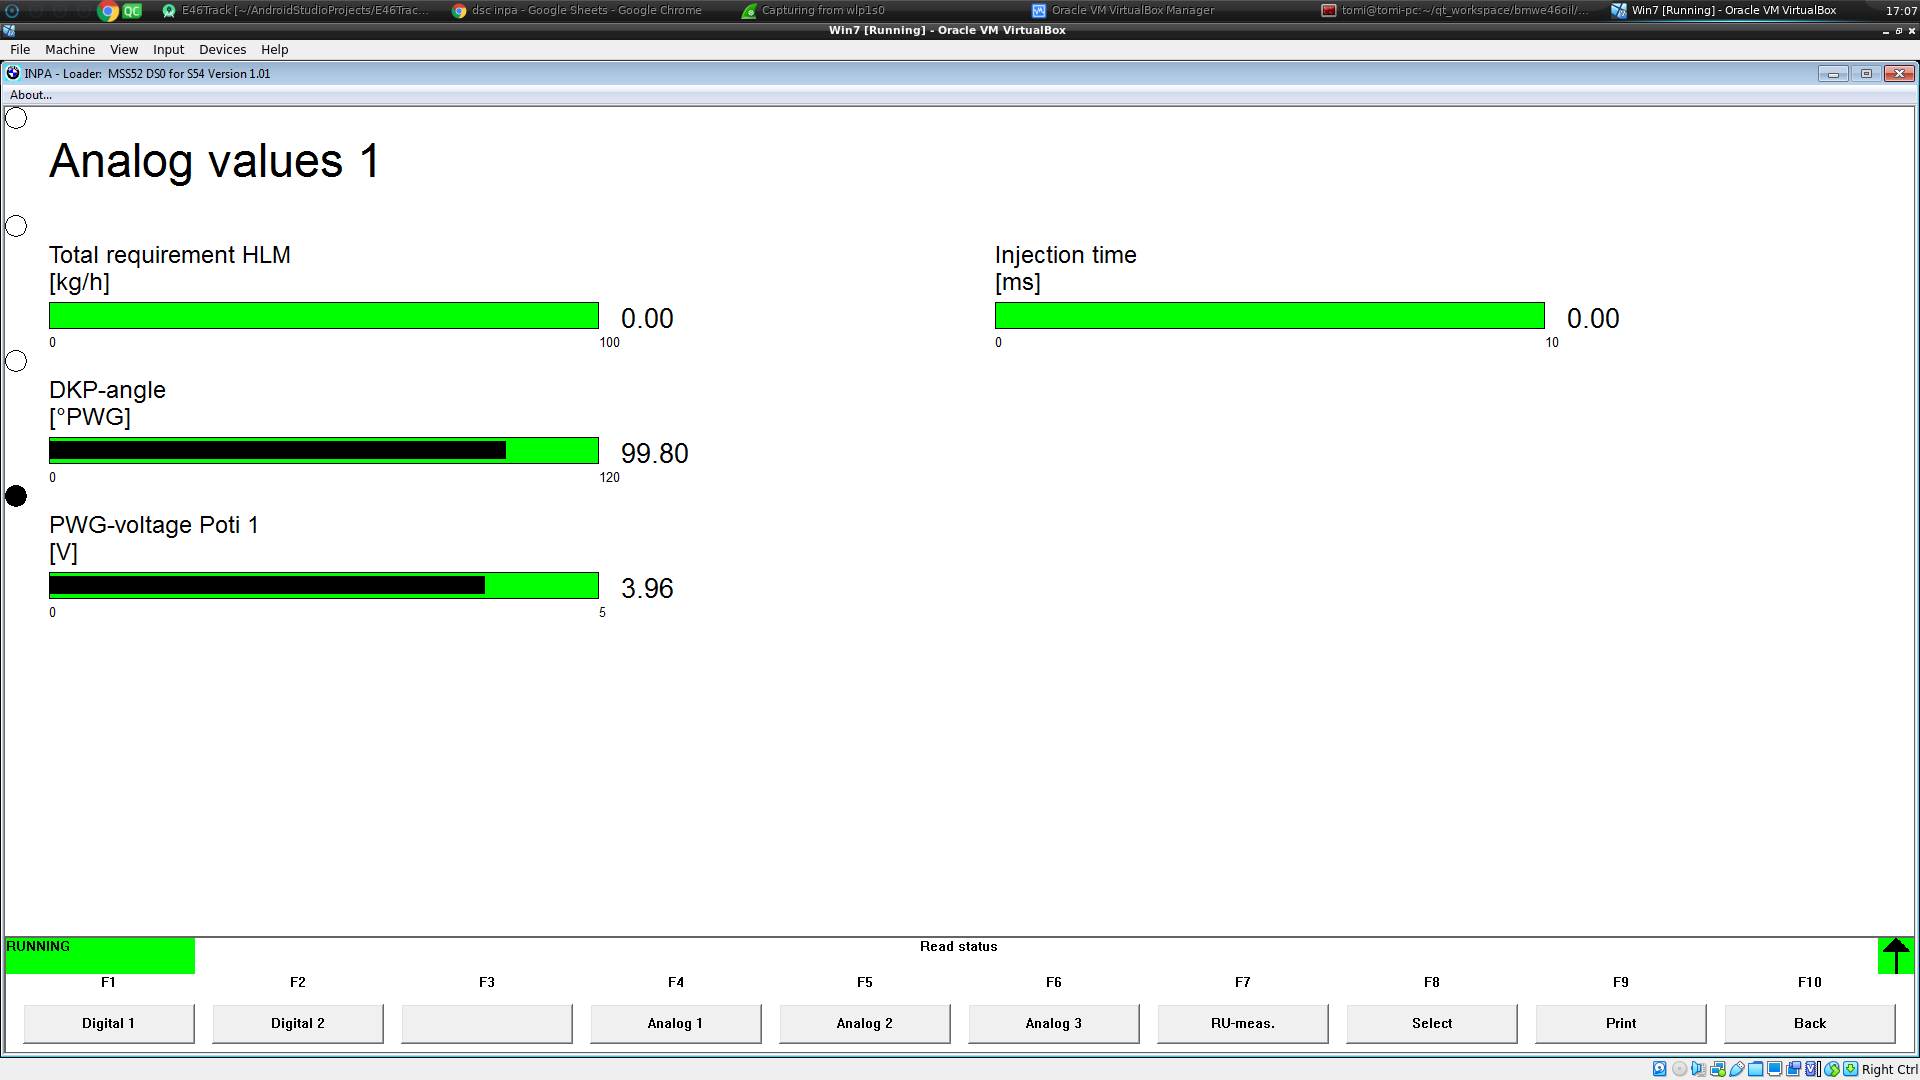 E46Track [~/AndroidStudioProjects/E46Trac...
dsc inpa - Google Sheets - Google Chrome
Capturing from wlp1s0
Oracle VM VirtualBox Manager
tomi@tomi-pc:~/qt_workspace/bmwe46oil/...
Win7 [Running] - Oracle VM VirtualBox
17:07
QC
Win7 [Running] - Oracle VM VirtualBox
File Machine View Input Devices Help
INPA - Loader: MSS52 DS0 for S54 Version 1.01
About...
Analog values 1
Total requirement HLM
[kg/h]
0.00
0 100
Injection time
[ms]
0.00
0 10
DKP-angle
[°PWG]
99.80
0 120
PWG-voltage Poti 1
[V]
3.96
0 5
RUNNING
Read status
F1 F2 F3 F4 F5 F6 F7 F8 F9 F10
Digital 1 Digital 2 Analog 1 Analog 2 Analog 3 RU-meas. Select Print Back
Right Ctrl